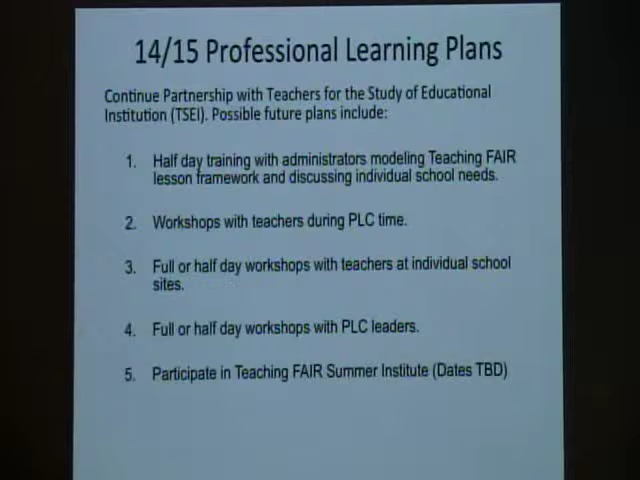 14/15 Professional Learning Plans
Continue Partnership with Teachers for the Study of Educational
Institution (TSEI). Possible future plans include:
1. Half day training with administrators modeling Teaching FAIR
lesson framework and discussing individual school needs.
2. Workshops with teachers during PLC time.
3. Full or half day workshops with teachers at individual school
sites.
4. Full or half day workshops with PLC leaders.
5. Participate in Teaching FAIR Summer Institute (Dates TBD)